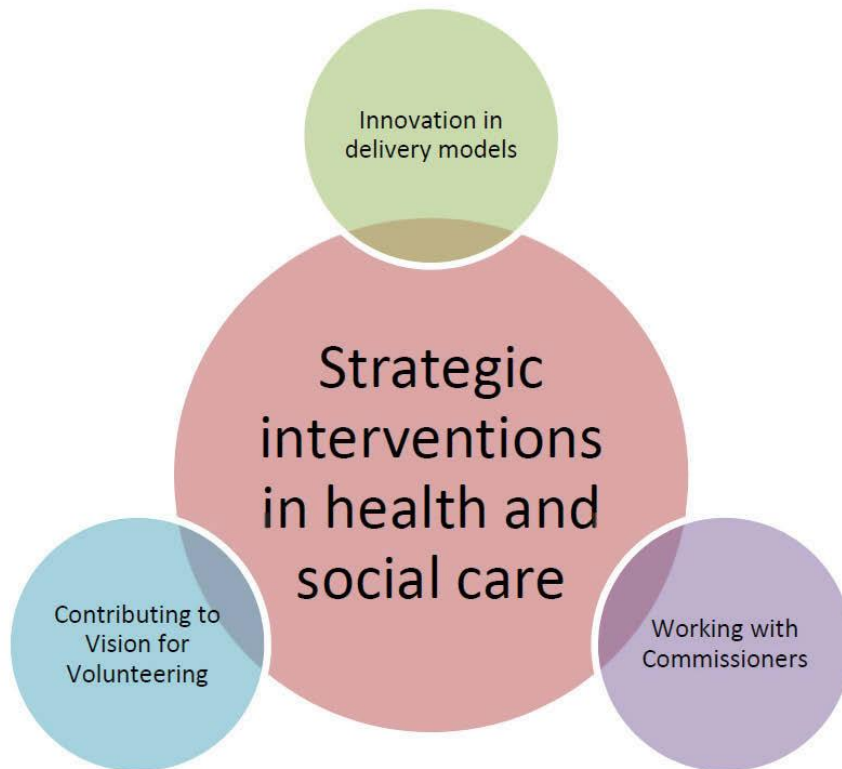 Innovation in
delivery models
Strategic
interventions
in health and
social care
Contributing to
Vision for
Volunteering
Working with
Commissioners